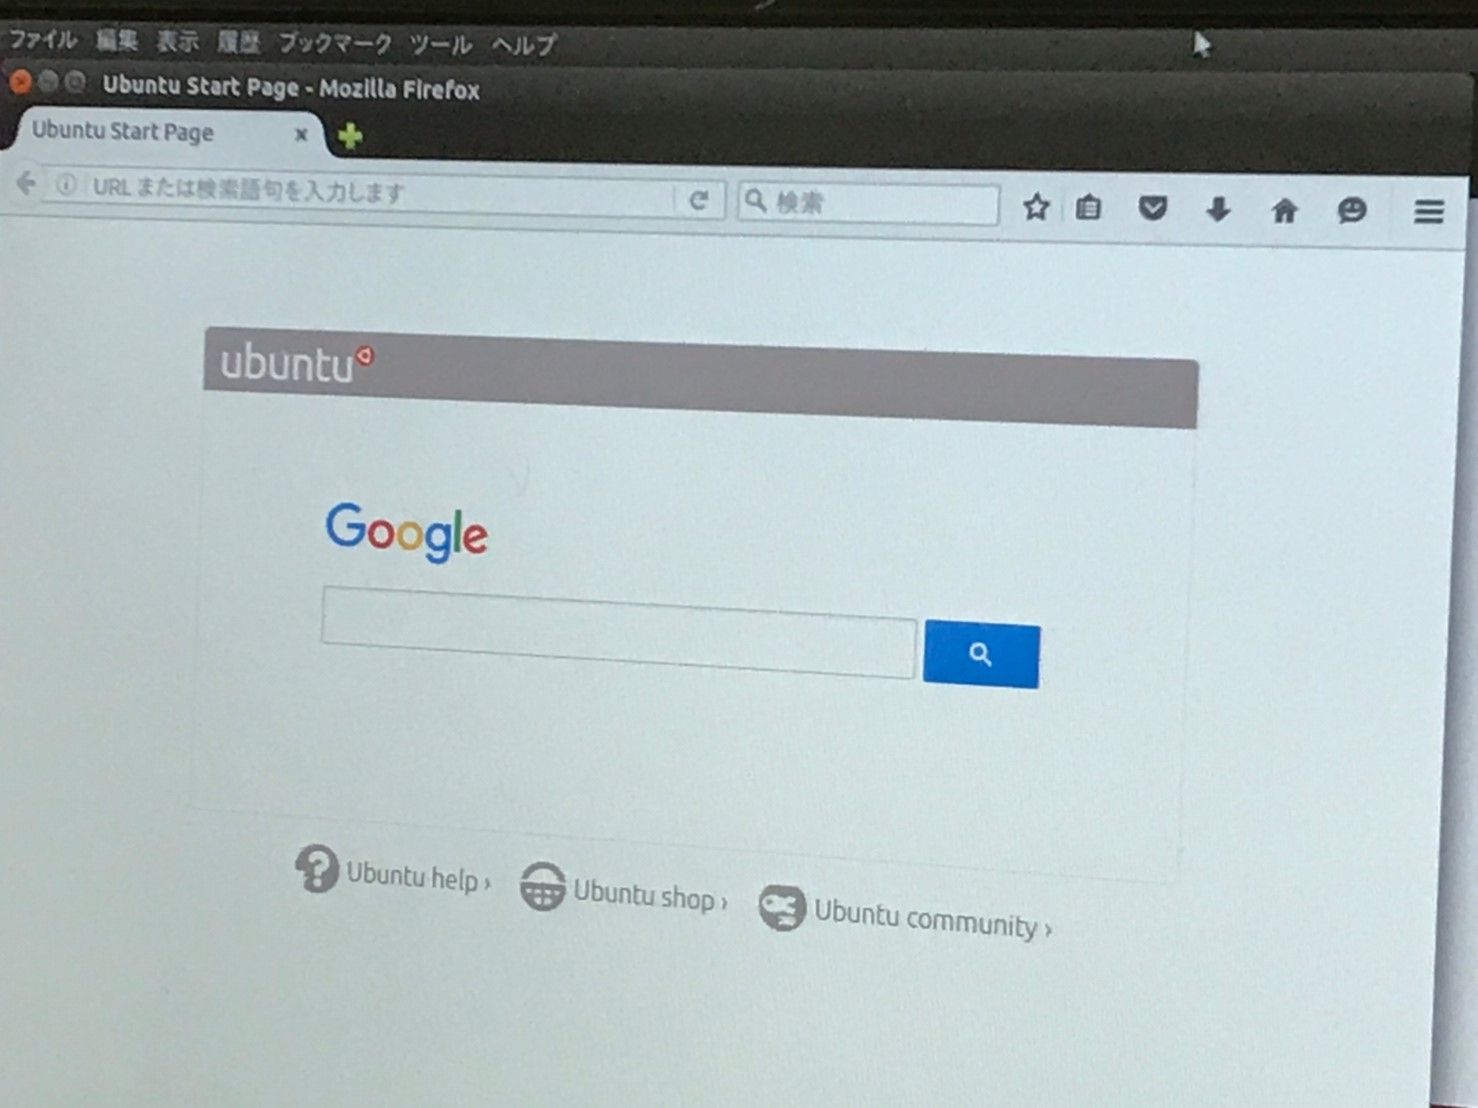 ファイル 編集 表示 履歴 ブックマーク ツール ヘルプ
Ubuntu Start Page - Mozilla Firefox
Ubuntu Start Page
URL または検索語句を入力します
検索
ubuntu
Google
Ubuntu help ›
Ubuntu shop ›
Ubuntu community ›